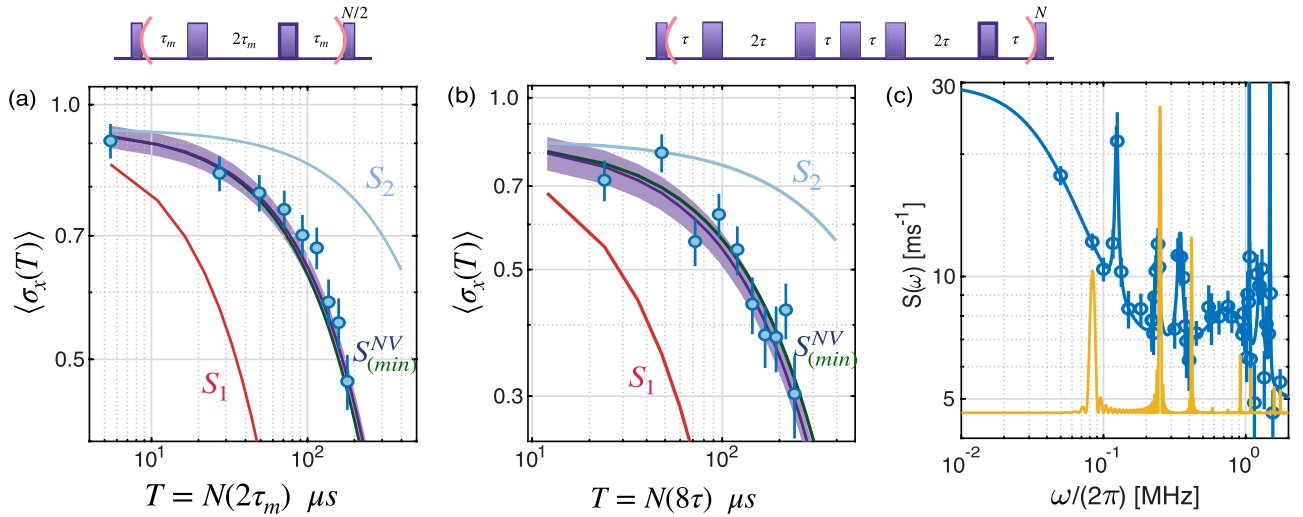 N/2
τₘ 2τₘ τₘ
N
τ 2τ τ τ 2τ τ
(a)
1.0
0.7
0.5
⟨σₓ(T)⟩
S₂
S₁
S^{NV}_{(min)}
10¹ 10²
T = N(2τₘ) μs
(b)
1.0
0.7
0.5
0.3
⟨σₓ(T)⟩
S₂
S₁
S^{NV}_{(min)}
10¹ 10²
T = N(8τ) μs
(c)
30
10
5
S(ω) [ms⁻¹]
10⁻² 10⁻¹ 10⁰
ω/(2π) [MHz]